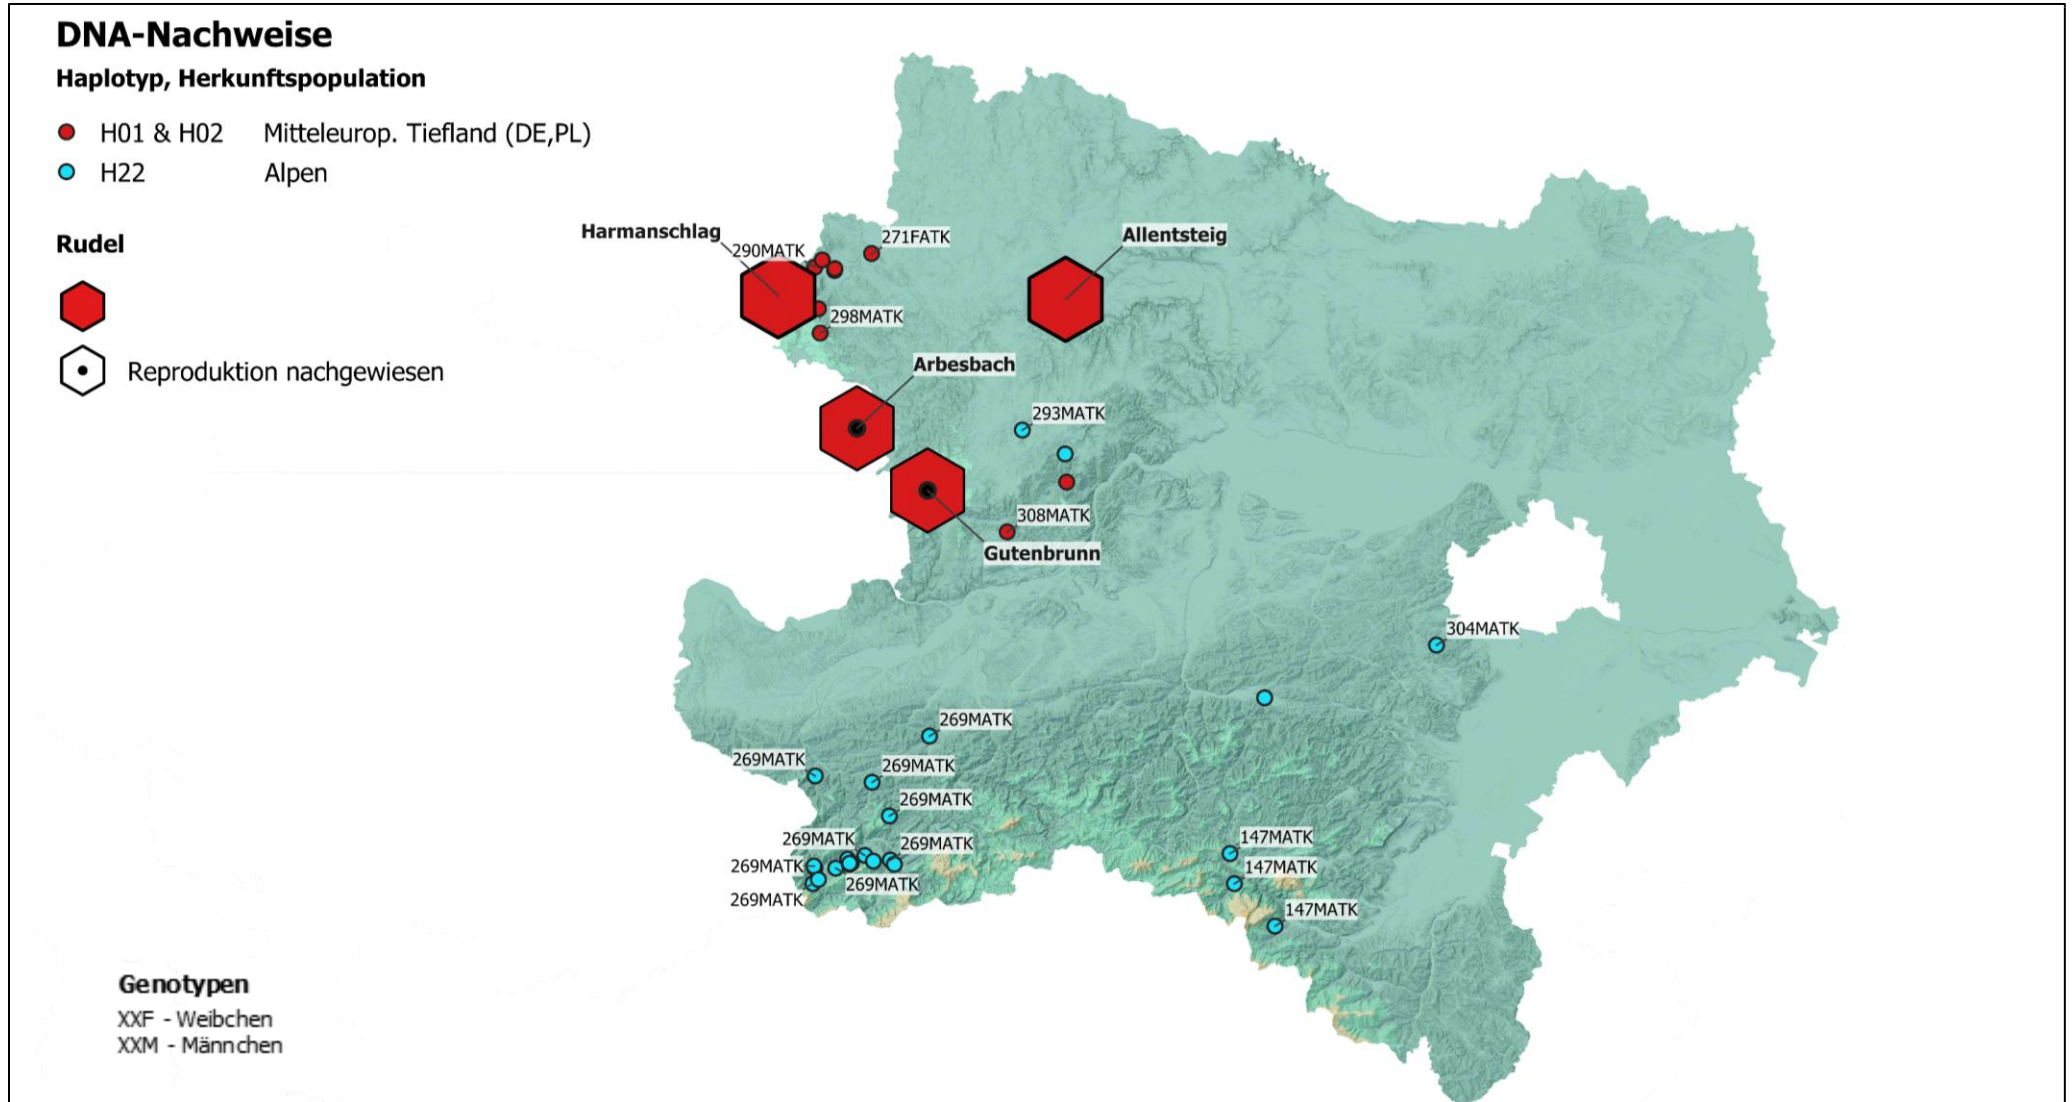 DNA-Nachweise
Haplotyp, Herkunftspopulation
H01 & H02 Mitteleurop. Tiefland (DE,PL)
H22 Alpen
Rudel
Reproduktion nachgewiesen
Harmanschlag
290MATK
271FATK
Allentsteig
298MATK
Arbesbach
293MATK
308MATK
Gutenbrunn
304MATK
269MATK
269MATK
269MATK
269MATK
269MATK
269MATK
269MATK
269MATK
269MATK
147MATK
147MATK
147MATK
Genotypen
XXF - Weibchen
XXM - Männchen